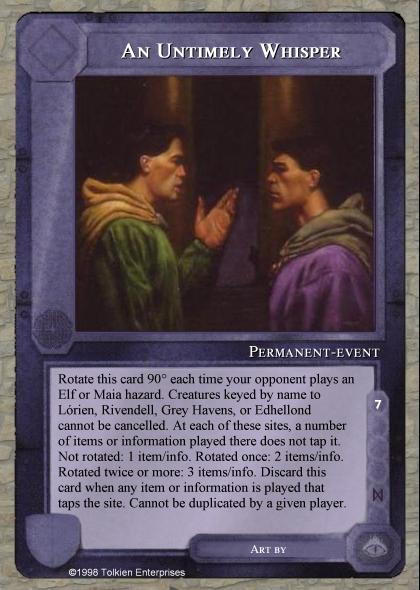 AN UNTIMELY WHISPER
PERMANENT-EVENT
Rotate this card 90° each time your opponent plays an
Elf or Maia hazard. Creatures keyed by name to
Lórien, Rivendell, Grey Havens, or Edhellond
cannot be cancelled. At each of these sites, a number
of items or information played there does not tap it.
Not rotated: 1 item/info. Rotated once: 2 items/info.
Rotated twice or more: 3 items/info. Discard this
card when any item or information is played that
taps the site. Cannot be duplicated by a given player.
7
ART BY
©1998 Tolkien Enterprises